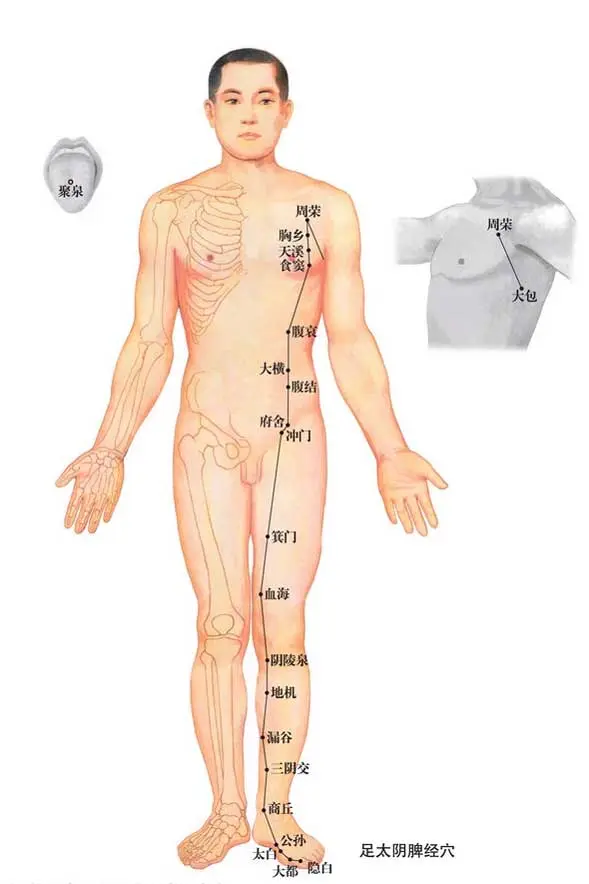 聚泉
周荣
胸乡
天溪
食窦
周荣
大包
腹哀
大横
腹结
府舍
冲门
箕门
血海
阴陵泉
地机
漏谷
三阴交
商丘
公孙
太白
大都
隐白
足太阴脾经穴